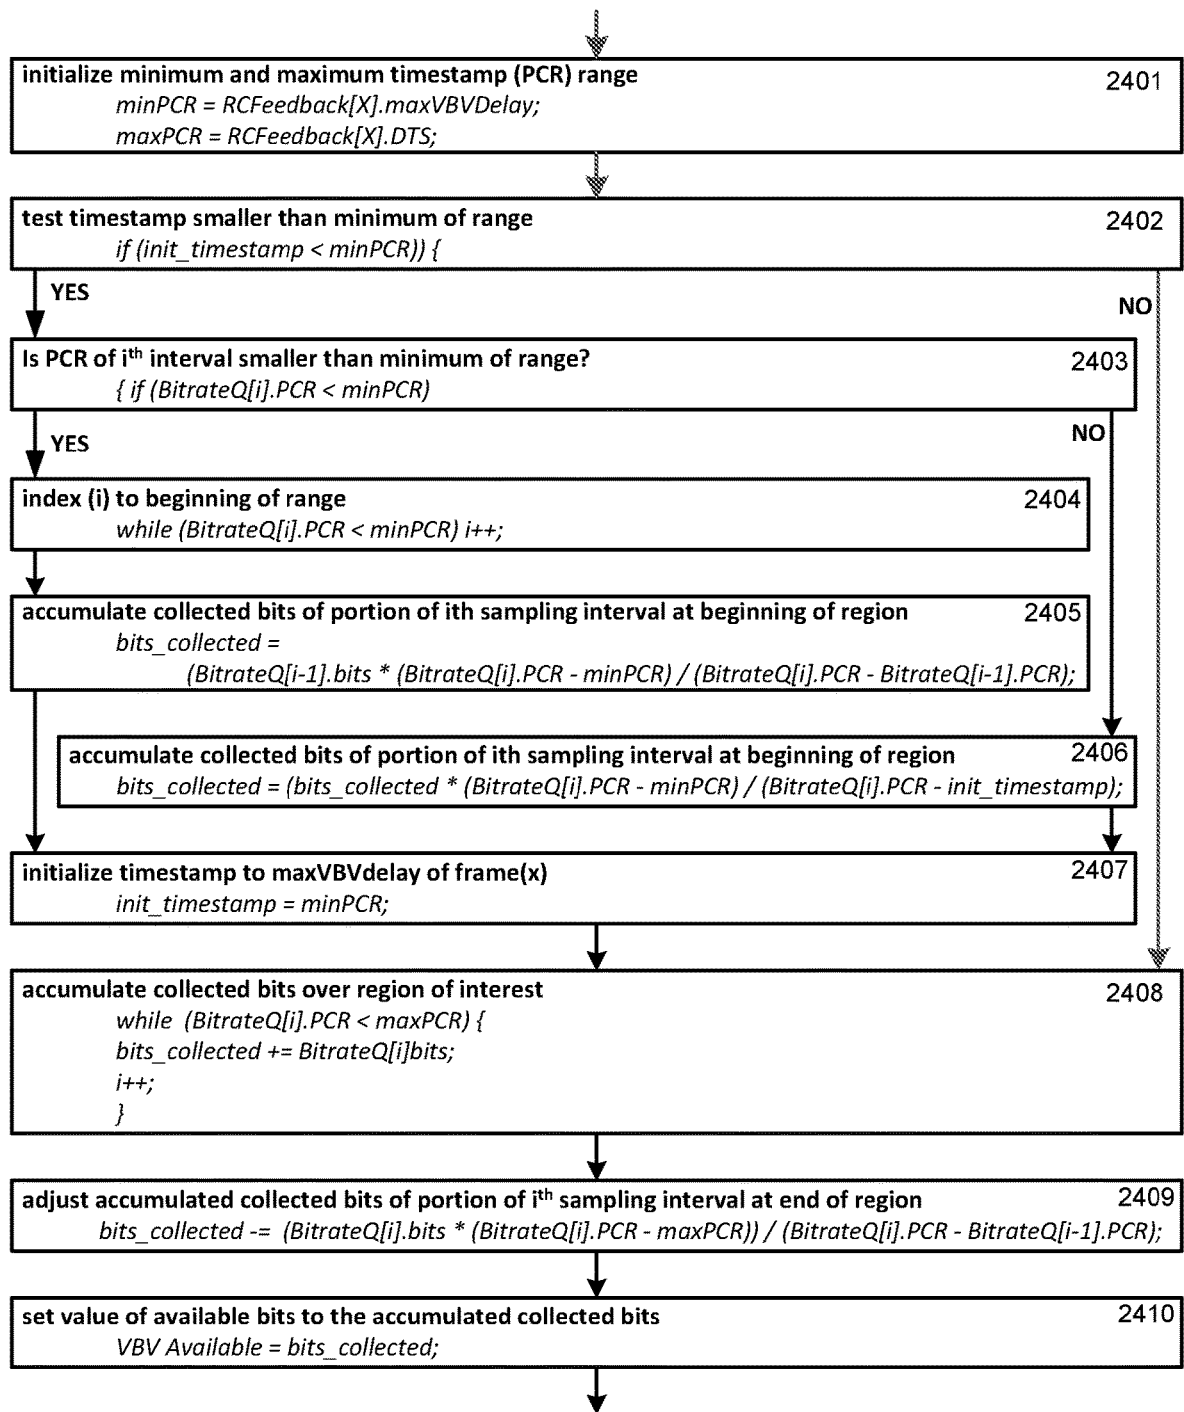 initialize minimum and maximum timestamp (PCR) range 2401
minPCR = RCFeedback[X].maxVBVDelay;
maxPCR = RCFeedback[X].DTS;
test timestamp smaller than minimum of range 2402
if (init_timestamp < minPCR)) {
YES
NO
Is PCR of ith interval smaller than minimum of range? 2403
{ if (BitrateQ[i].PCR < minPCR)
YES
NO
index (i) to beginning of range 2404
while (BitrateQ[i].PCR < minPCR) i++;
accumulate collected bits of portion of ith sampling interval at beginning of region 2405
bits_collected =
(BitrateQ[i-1].bits * (BitrateQ[i].PCR - minPCR) / (BitrateQ[i].PCR - BitrateQ[i-1].PCR);
accumulate collected bits of portion of ith sampling interval at beginning of region 2406
bits_collected = (bits_collected * (BitrateQ[i].PCR - minPCR) / (BitrateQ[i].PCR - init_timestamp);
initialize timestamp to maxVBVdelay of frame(x) 2407
init_timestamp = minPCR;
accumulate collected bits over region of interest 2408
while (BitrateQ[i].PCR < maxPCR) {
bits_collected += BitrateQ[i]bits;
i++;
}
adjust accumulated collected bits of portion of ith sampling interval at end of region 2409
bits_collected -= (BitrateQ[i].bits * (BitrateQ[i].PCR - maxPCR)) / (BitrateQ[i].PCR - BitrateQ[i-1].PCR);
set value of available bits to the accumulated collected bits 2410
VBV Available = bits_collected;